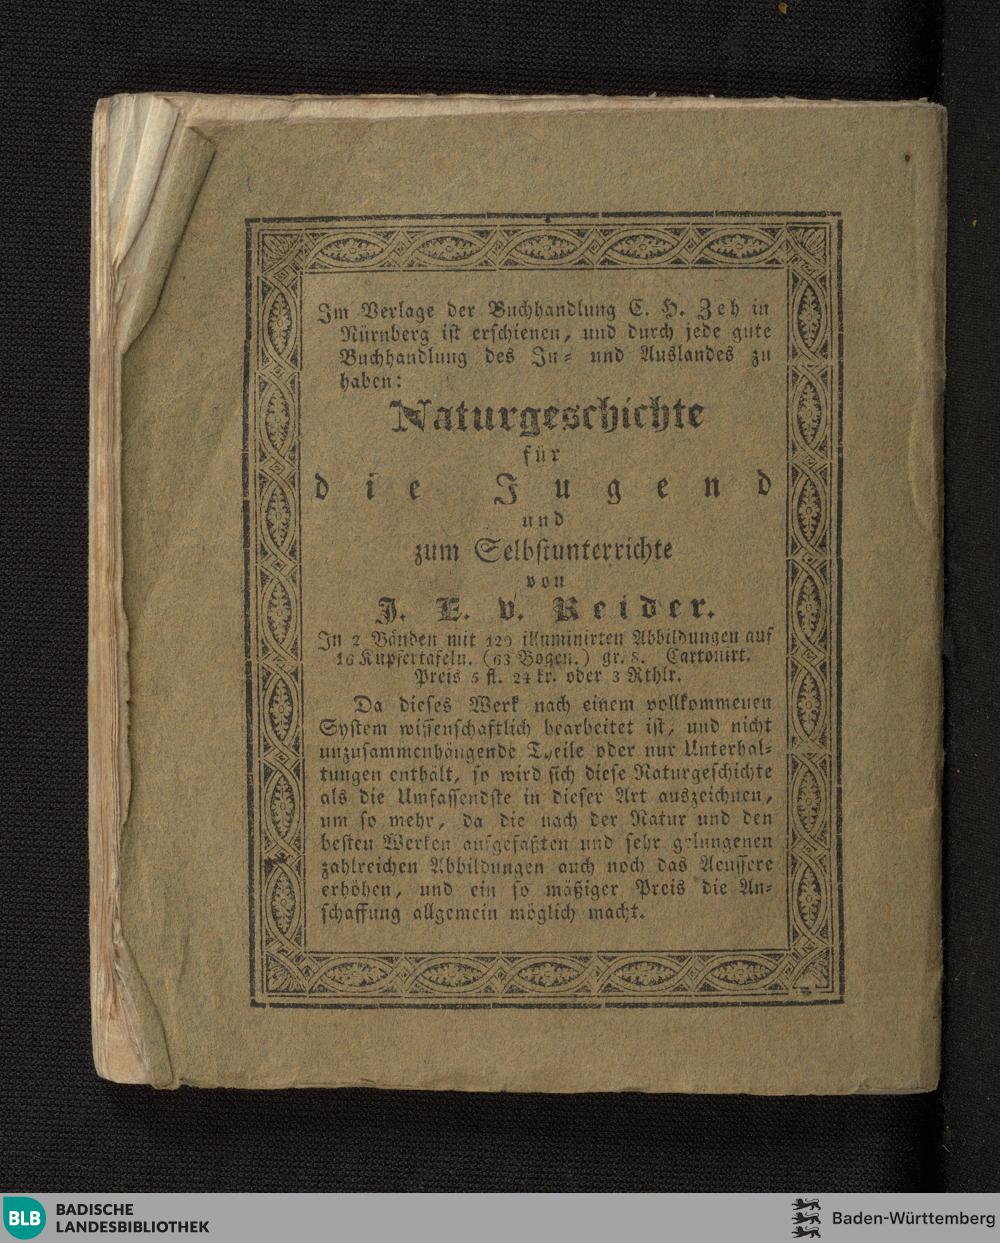 Im Verlage der Buchhandlung C. H. Zeh in
Nürnberg ist erschienen, und durch jede gute
Buchhandlung des In- und Auslandes zu
haben:
Naturgeschichte
für
die Jugend
und
zum Selbstunterrichte
von
J. E. v. Reider.
In 2 Bänden mit 129 illuminirten Abbildungen auf
16 Kupfertafeln. (63 Bogen.) gr. 8. Cartonirt.
Preis 5 fl. 24 kr. oder 3 Rthlr.
Da dieses Werk nach einem vollkommenen
System wissenschaftlich bearbeitet ist, und nicht
unzusammenhängende Theile oder nur Unterhal-
tungen enthält, so wird sich diese Naturgeschichte
als die Umfassendste in dieser Art auszeichnen,
um so mehr, da die nach der Natur und den
besten Werken aufgefaßten und sehr gelungenen
zahlreichen Abbildungen auch noch das Aeussere
erhöhen, und ein so mäßiger Preis die An-
schaffung allgemein möglich macht.
BLB BADISCHE
LANDESBIBLIOTHEK
Baden-Württemberg